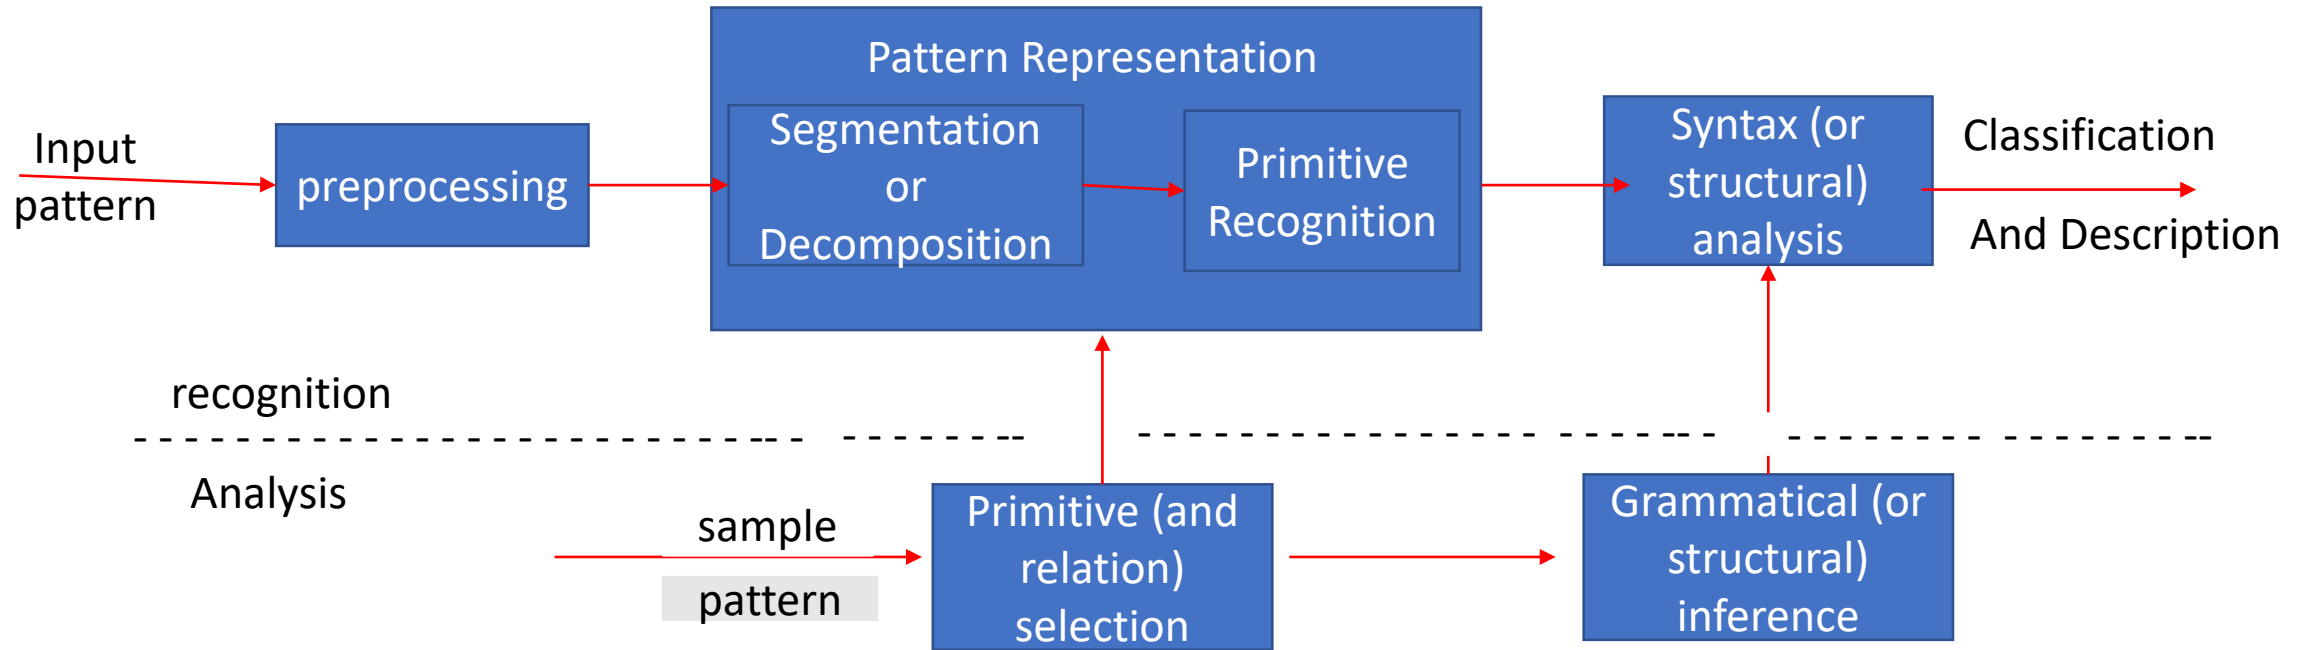 Pattern Representation
Input
pattern
preprocessing
Segmentation
or
Decomposition
Primitive
Recognition
Syntax (or
structural)
analysis
Classification
And Description
recognition
Analysis
sample
pattern
Primitive (and
relation)
selection
Grammatical (or
structural)
inference